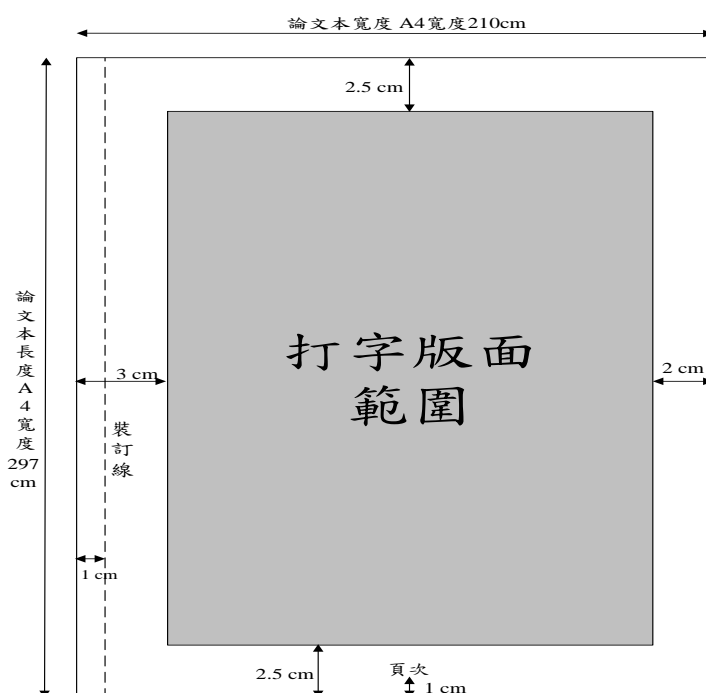 論文本寬度 A4寬度210cm
2.5 cm
論文本長度A4寬度
297
cm
3 cm
打字版面
範圍
2 cm
裝訂線
1 cm
2.5 cm
頁次
1 cm